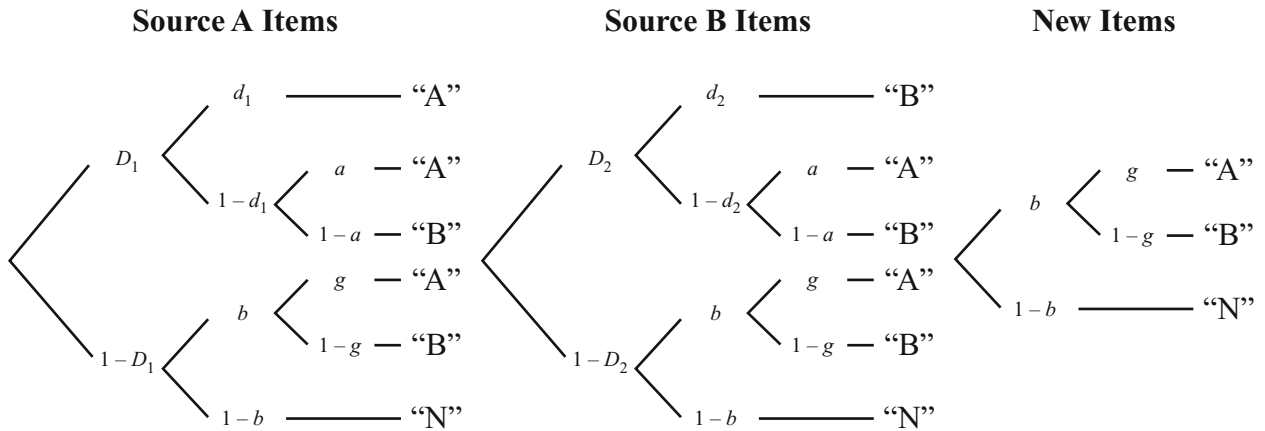 Source A Items
D₁
d₁
“A”
1 – d₁
a
“A”
1 – a
“B”
1 – D₁
b
g
“A”
1 – g
“B”
1 – b
“N”
Source B Items
D₂
d₂
“B”
1 – d₂
a
“A”
1 – a
“B”
1 – D₂
b
g
“A”
1 – g
“B”
1 – b
“N”
New Items
b
g
“A”
1 – g
“B”
1 – b
“N”